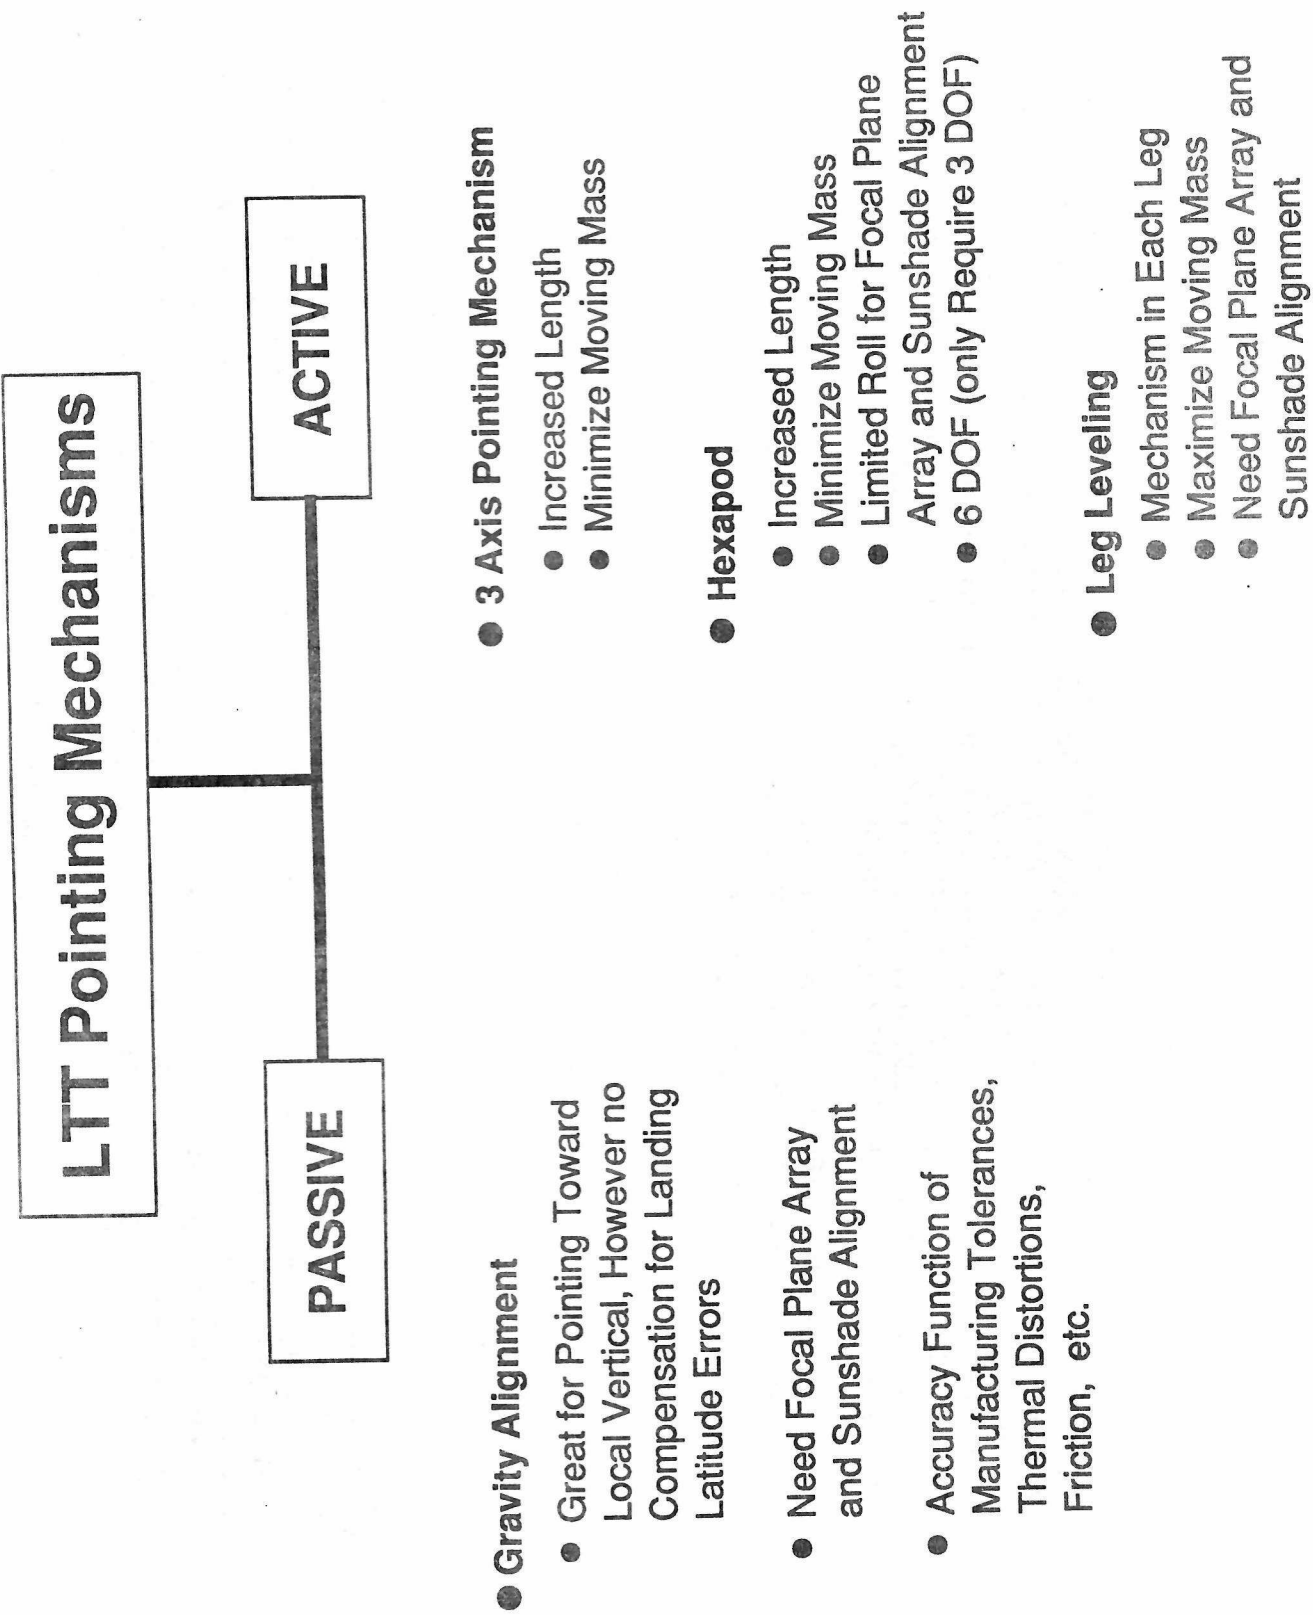 LTT Pointing Mechanisms
PASSIVE
● Gravity Alignment
● Great for Pointing Toward
Local Vertical, However no
Compensation for Landing
Latitude Errors
● Need Focal Plane Array
and Sunshade Alignment
● Accuracy Function of
Manufacturing Tolerances,
Thermal Distortions,
Friction, etc.
ACTIVE
● 3 Axis Pointing Mechanism
● Increased Length
● Minimize Moving Mass
● Hexapod
● Increased Length
● Minimize Moving Mass
● Limited Roll for Focal Plane
Array and Sunshade Alignment
● 6 DOF (only Require 3 DOF)
● Leg Leveling
● Mechanism in Each Leg
● Maximize Moving Mass
● Need Focal Plane Array and
Sunshade Alignment